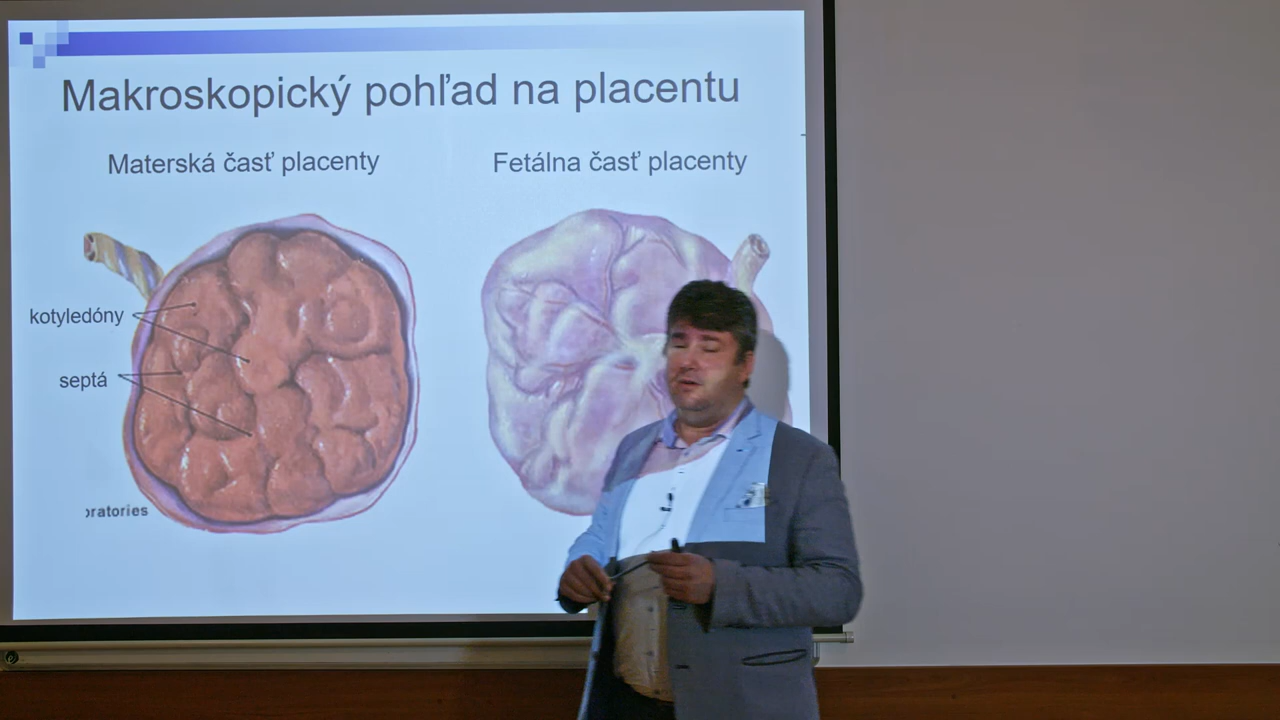 Makroskopický pohľad na placentu
Materská časť placenty
Fetálna časť placenty
kotyledóny
septá
oratories